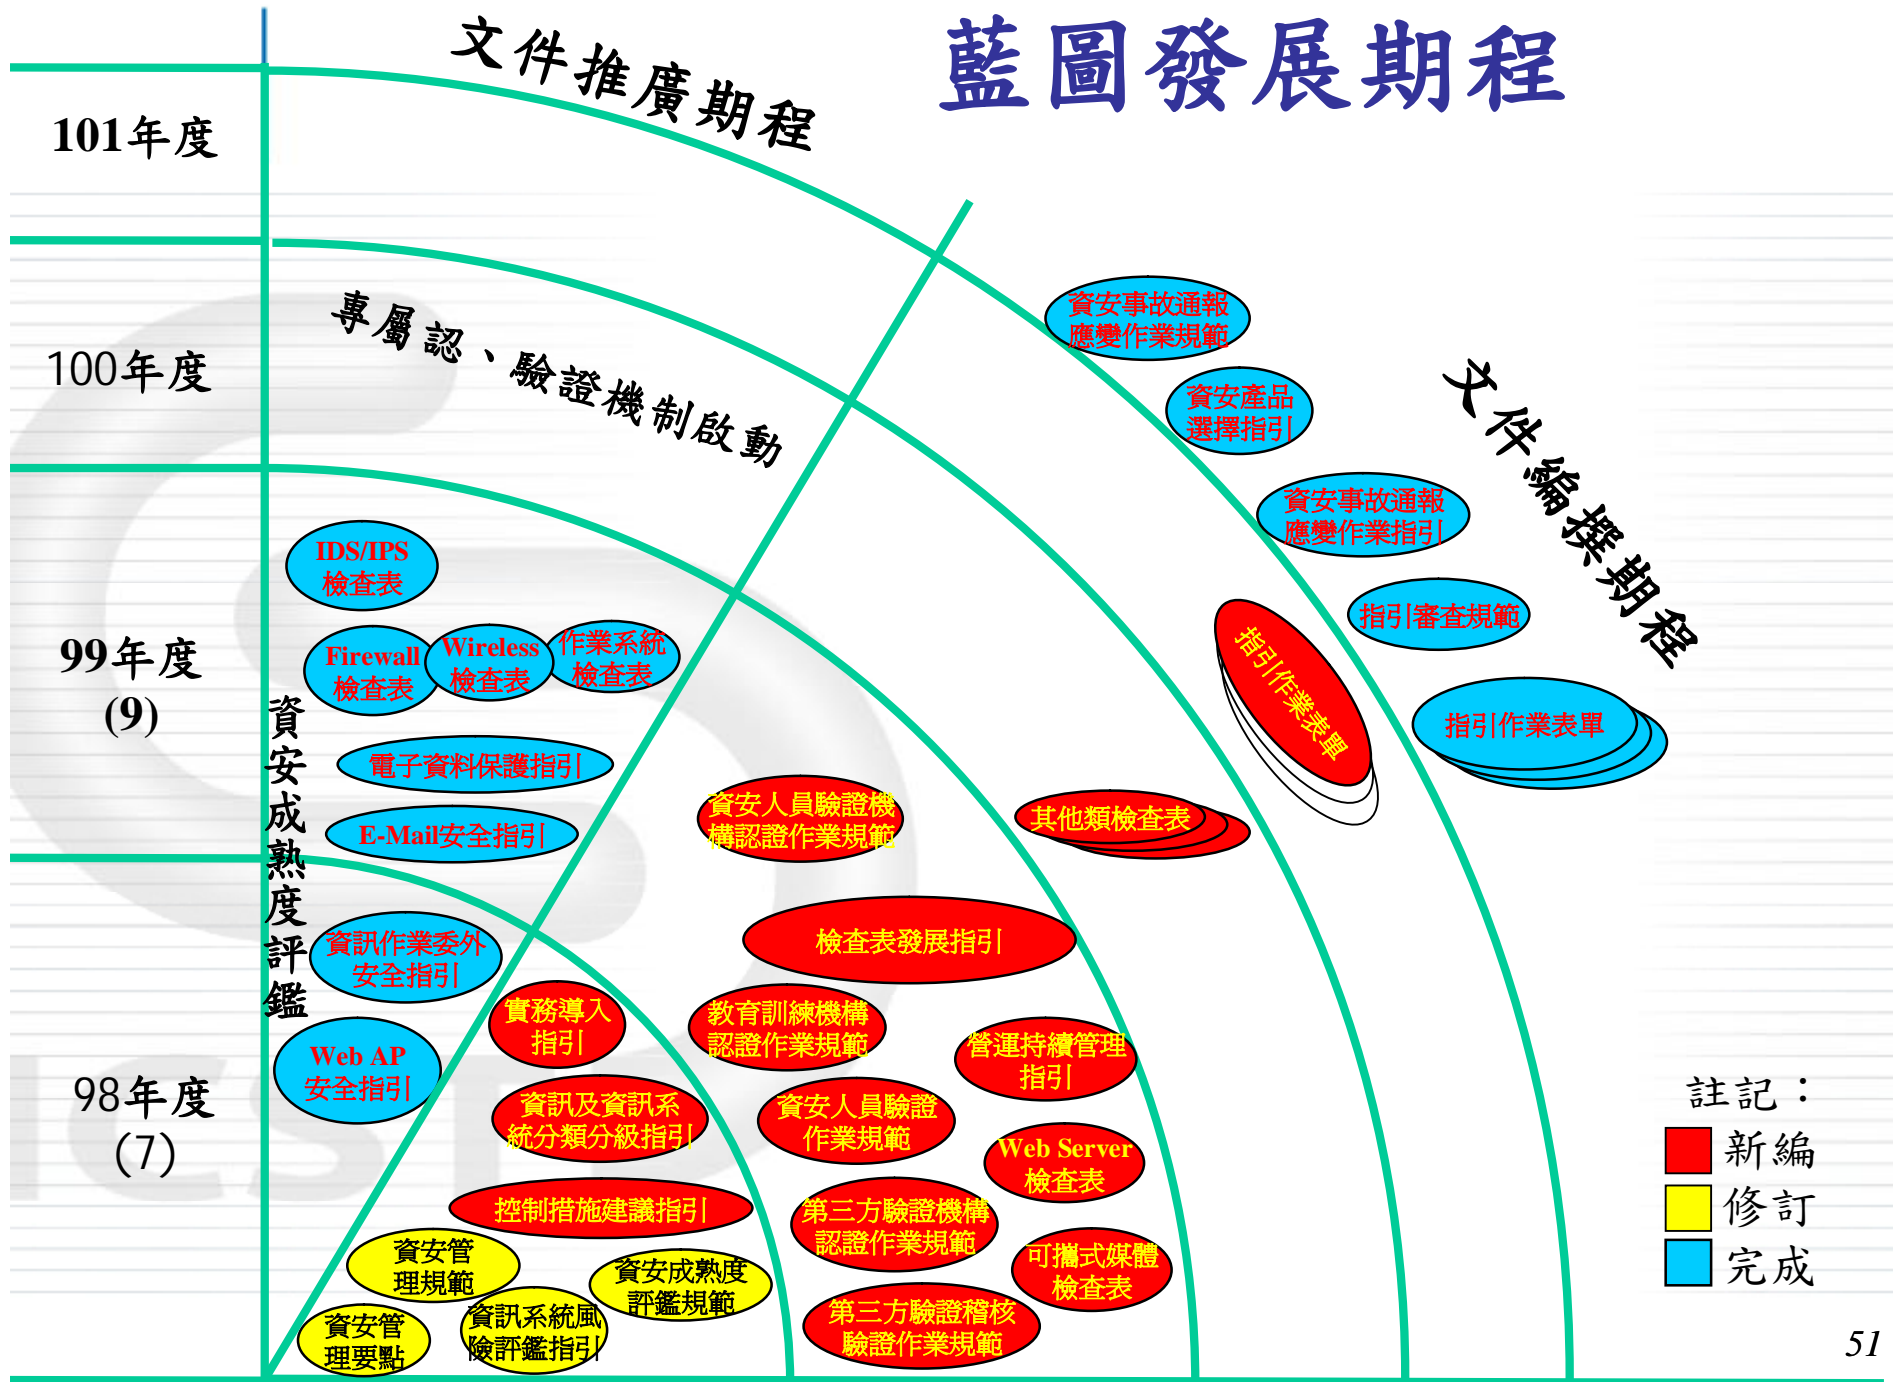 藍圖發展期程
文件推廣期程
101年度
100年度
專屬認、驗證機制啟動
文件編撰期程
資安事故通報
應變作業規範
資安產品
選擇指引
資安事故通報
應變作業指引
指引審查規範
指引作業表單
指引作業表單
99年度
(9)
資安成熟度評鑑
IDS/IPS
檢查表
Firewall
檢查表
Wireless
檢查表
作業系統
檢查表
電子資料保護指引
E-Mail安全指引
資安人員驗證機
構認證作業規範
其他類檢查表
檢查表發展指引
教育訓練機構
認證作業規範
營運持續管理
指引
資安人員驗證
作業規範
Web Server
檢查表
第三方驗證機構
認證作業規範
可攜式媒體
檢查表
第三方驗證稽核
驗證作業規範
98年度
(7)
資訊作業委外
安全指引
Web AP
安全指引
實務導入
指引
資訊及資訊系
統分類分級指引
控制措施建議指引
資安管
理規範
資安成熟度
評鑑規範
資訊系統風
險評鑑指引
資安管
理要點
ICST
註記：
新編
修訂
完成
51